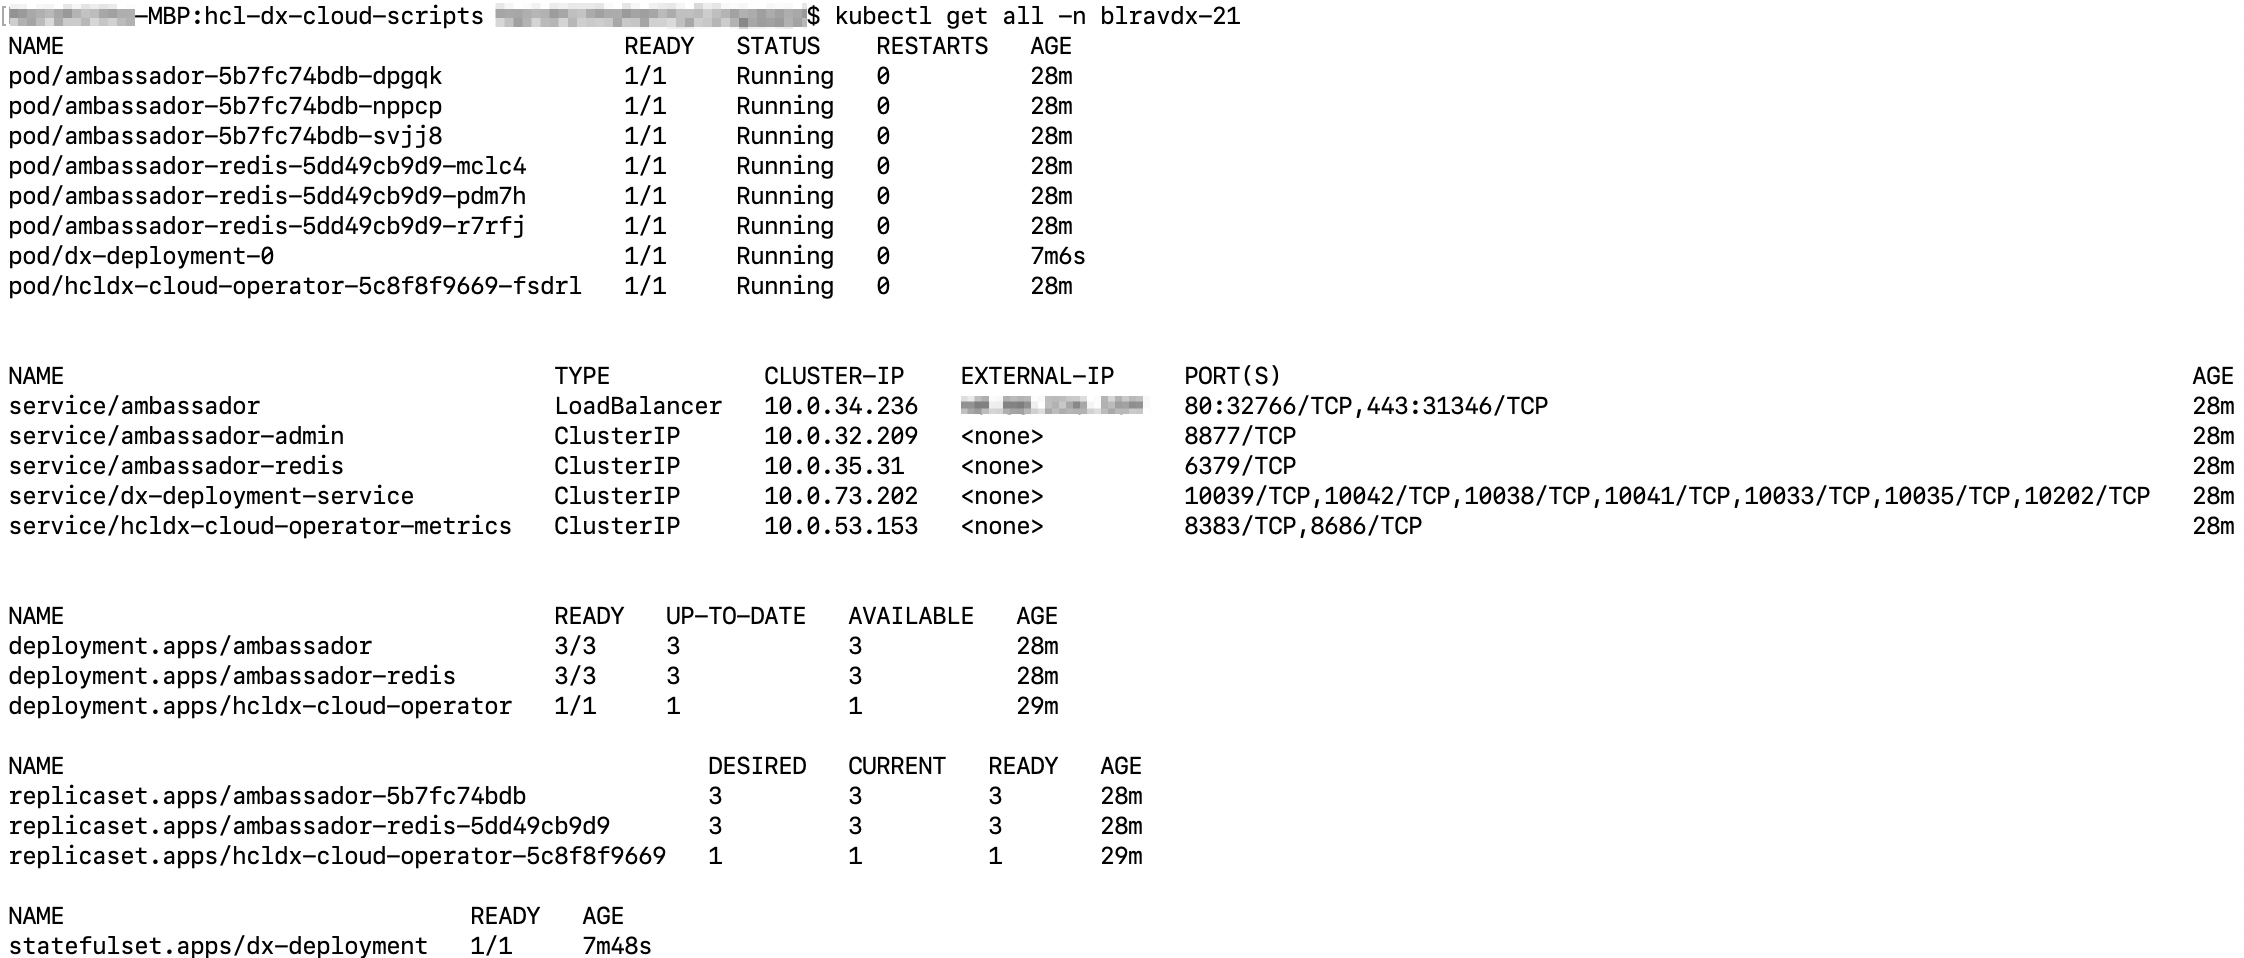 -MBP:hcl-dx-cloud-scripts $ kubectl get all -n blravdx-21
NAME READY STATUS RESTARTS AGE
pod/ambassador-5b7fc74bdb-dpgqk 1/1 Running 0 28m
pod/ambassador-5b7fc74bdb-nppcp 1/1 Running 0 28m
pod/ambassador-5b7fc74bdb-svjj8 1/1 Running 0 28m
pod/ambassador-redis-5dd49cb9d9-mclc4 1/1 Running 0 28m
pod/ambassador-redis-5dd49cb9d9-pdm7h 1/1 Running 0 28m
pod/ambassador-redis-5dd49cb9d9-r7rfj 1/1 Running 0 28m
pod/dx-deployment-0 1/1 Running 0 7m6s
pod/hcldx-cloud-operator-5c8f8f9669-fsdrl 1/1 Running 0 28m
NAME TYPE CLUSTER-IP EXTERNAL-IP PORT(S) AGE
service/ambassador LoadBalancer 10.0.34.236 80:32766/TCP,443:31346/TCP 28m
service/ambassador-admin ClusterIP 10.0.32.209 <none> 8877/TCP 28m
service/ambassador-redis ClusterIP 10.0.35.31 <none> 6379/TCP 28m
service/dx-deployment-service ClusterIP 10.0.73.202 <none> 10039/TCP,10042/TCP,10038/TCP,10041/TCP,10033/TCP,10035/TCP,10202/TCP 28m
service/hcldx-cloud-operator-metrics ClusterIP 10.0.53.153 <none> 8383/TCP,8686/TCP 28m
NAME READY UP-TO-DATE AVAILABLE AGE
deployment.apps/ambassador 3/3 3 3 28m
deployment.apps/ambassador-redis 3/3 3 3 28m
deployment.apps/hcldx-cloud-operator 1/1 1 1 29m
NAME DESIRED CURRENT READY AGE
replicaset.apps/ambassador-5b7fc74bdb 3 3 3 28m
replicaset.apps/ambassador-redis-5dd49cb9d9 3 3 3 28m
replicaset.apps/hcldx-cloud-operator-5c8f8f9669 1 1 1 29m
NAME READY AGE
statefulset.apps/dx-deployment 1/1 7m48s